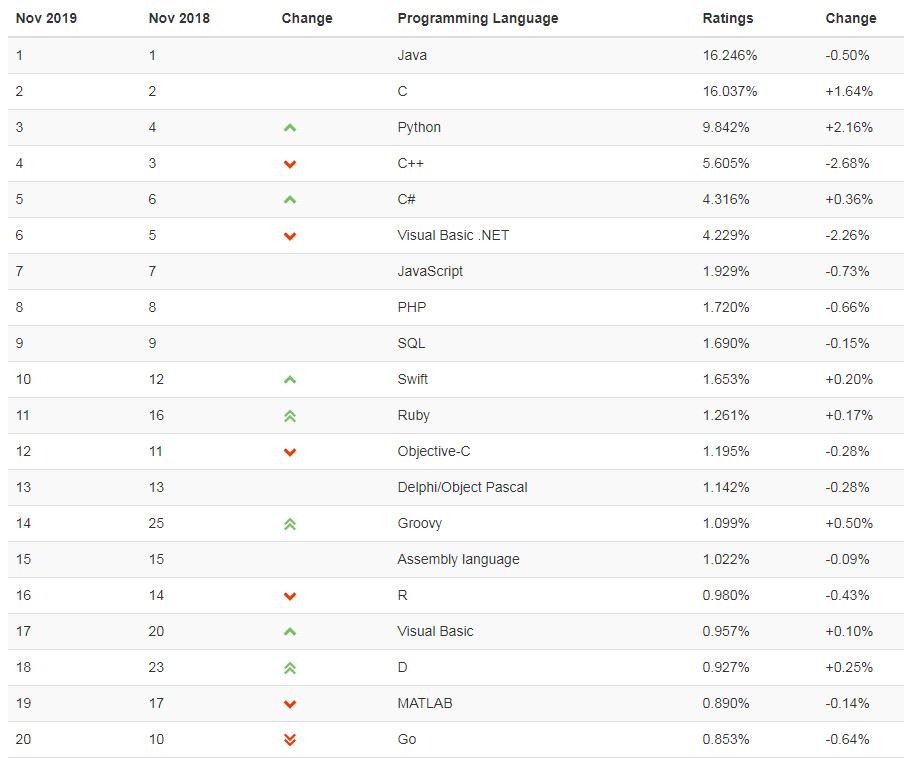 Nov 2019 Nov 2018 Change Programming Language Ratings Change
1 1 Java 16.246% -0.50%
2 2 C 16.037% +1.64%
3 4 Python 9.842% +2.16%
4 3 C++ 5.605% -2.68%
5 6 C# 4.316% +0.36%
6 5 Visual Basic .NET 4.229% -2.26%
7 7 JavaScript 1.929% -0.73%
8 8 PHP 1.720% -0.66%
9 9 SQL 1.690% -0.15%
10 12 Swift 1.653% +0.20%
11 16 Ruby 1.261% +0.17%
12 11 Objective-C 1.195% -0.28%
13 13 Delphi/Object Pascal 1.142% -0.28%
14 25 Groovy 1.099% +0.50%
15 15 Assembly language 1.022% -0.09%
16 14 R 0.980% -0.43%
17 20 Visual Basic 0.957% +0.10%
18 23 D 0.927% +0.25%
19 17 MATLAB 0.890% -0.14%
20 10 Go 0.853% -0.64%